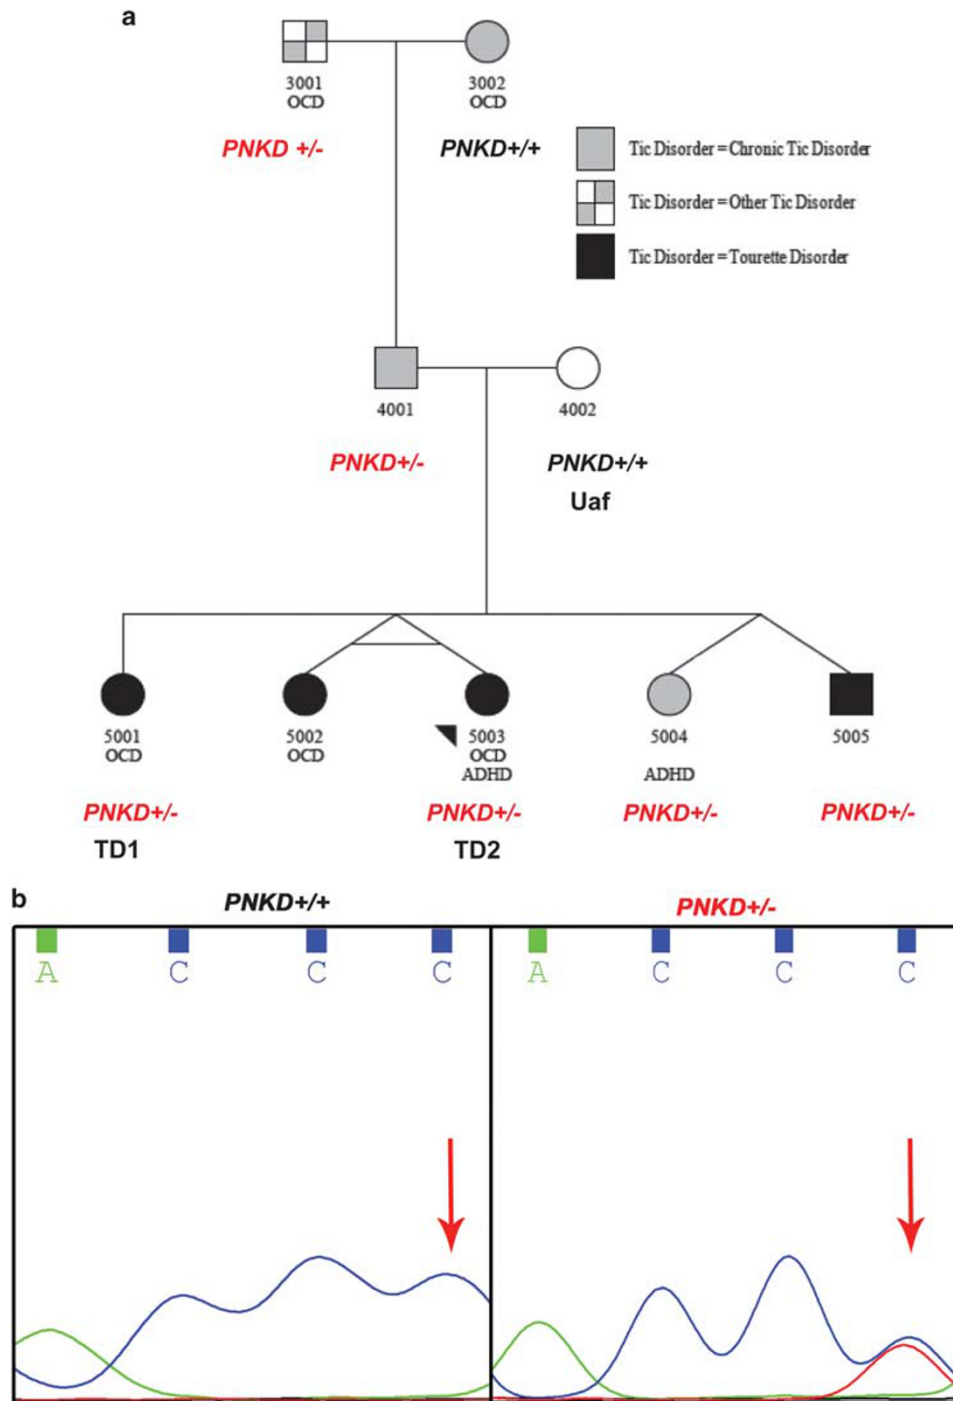 a
3001 3002
OCD OCD
PNKD +/- PNKD+/+
Tic Disorder=Chronic Tic Disorder
Tic Disorder=Other Tic Disorder
Tic Disorder=Tourette Disorder
4001 4002
PNKD+/- PNKD+/+
Uaf
5001 5002 5003 5004 5005
OCD OCD OCD
ADHD ADHD
PNKD+/- PNKD+/- PNKD+/- PNKD+/-
TD1 TD2
b PNKD+/+ PNKD+/-
A C C C A C C C